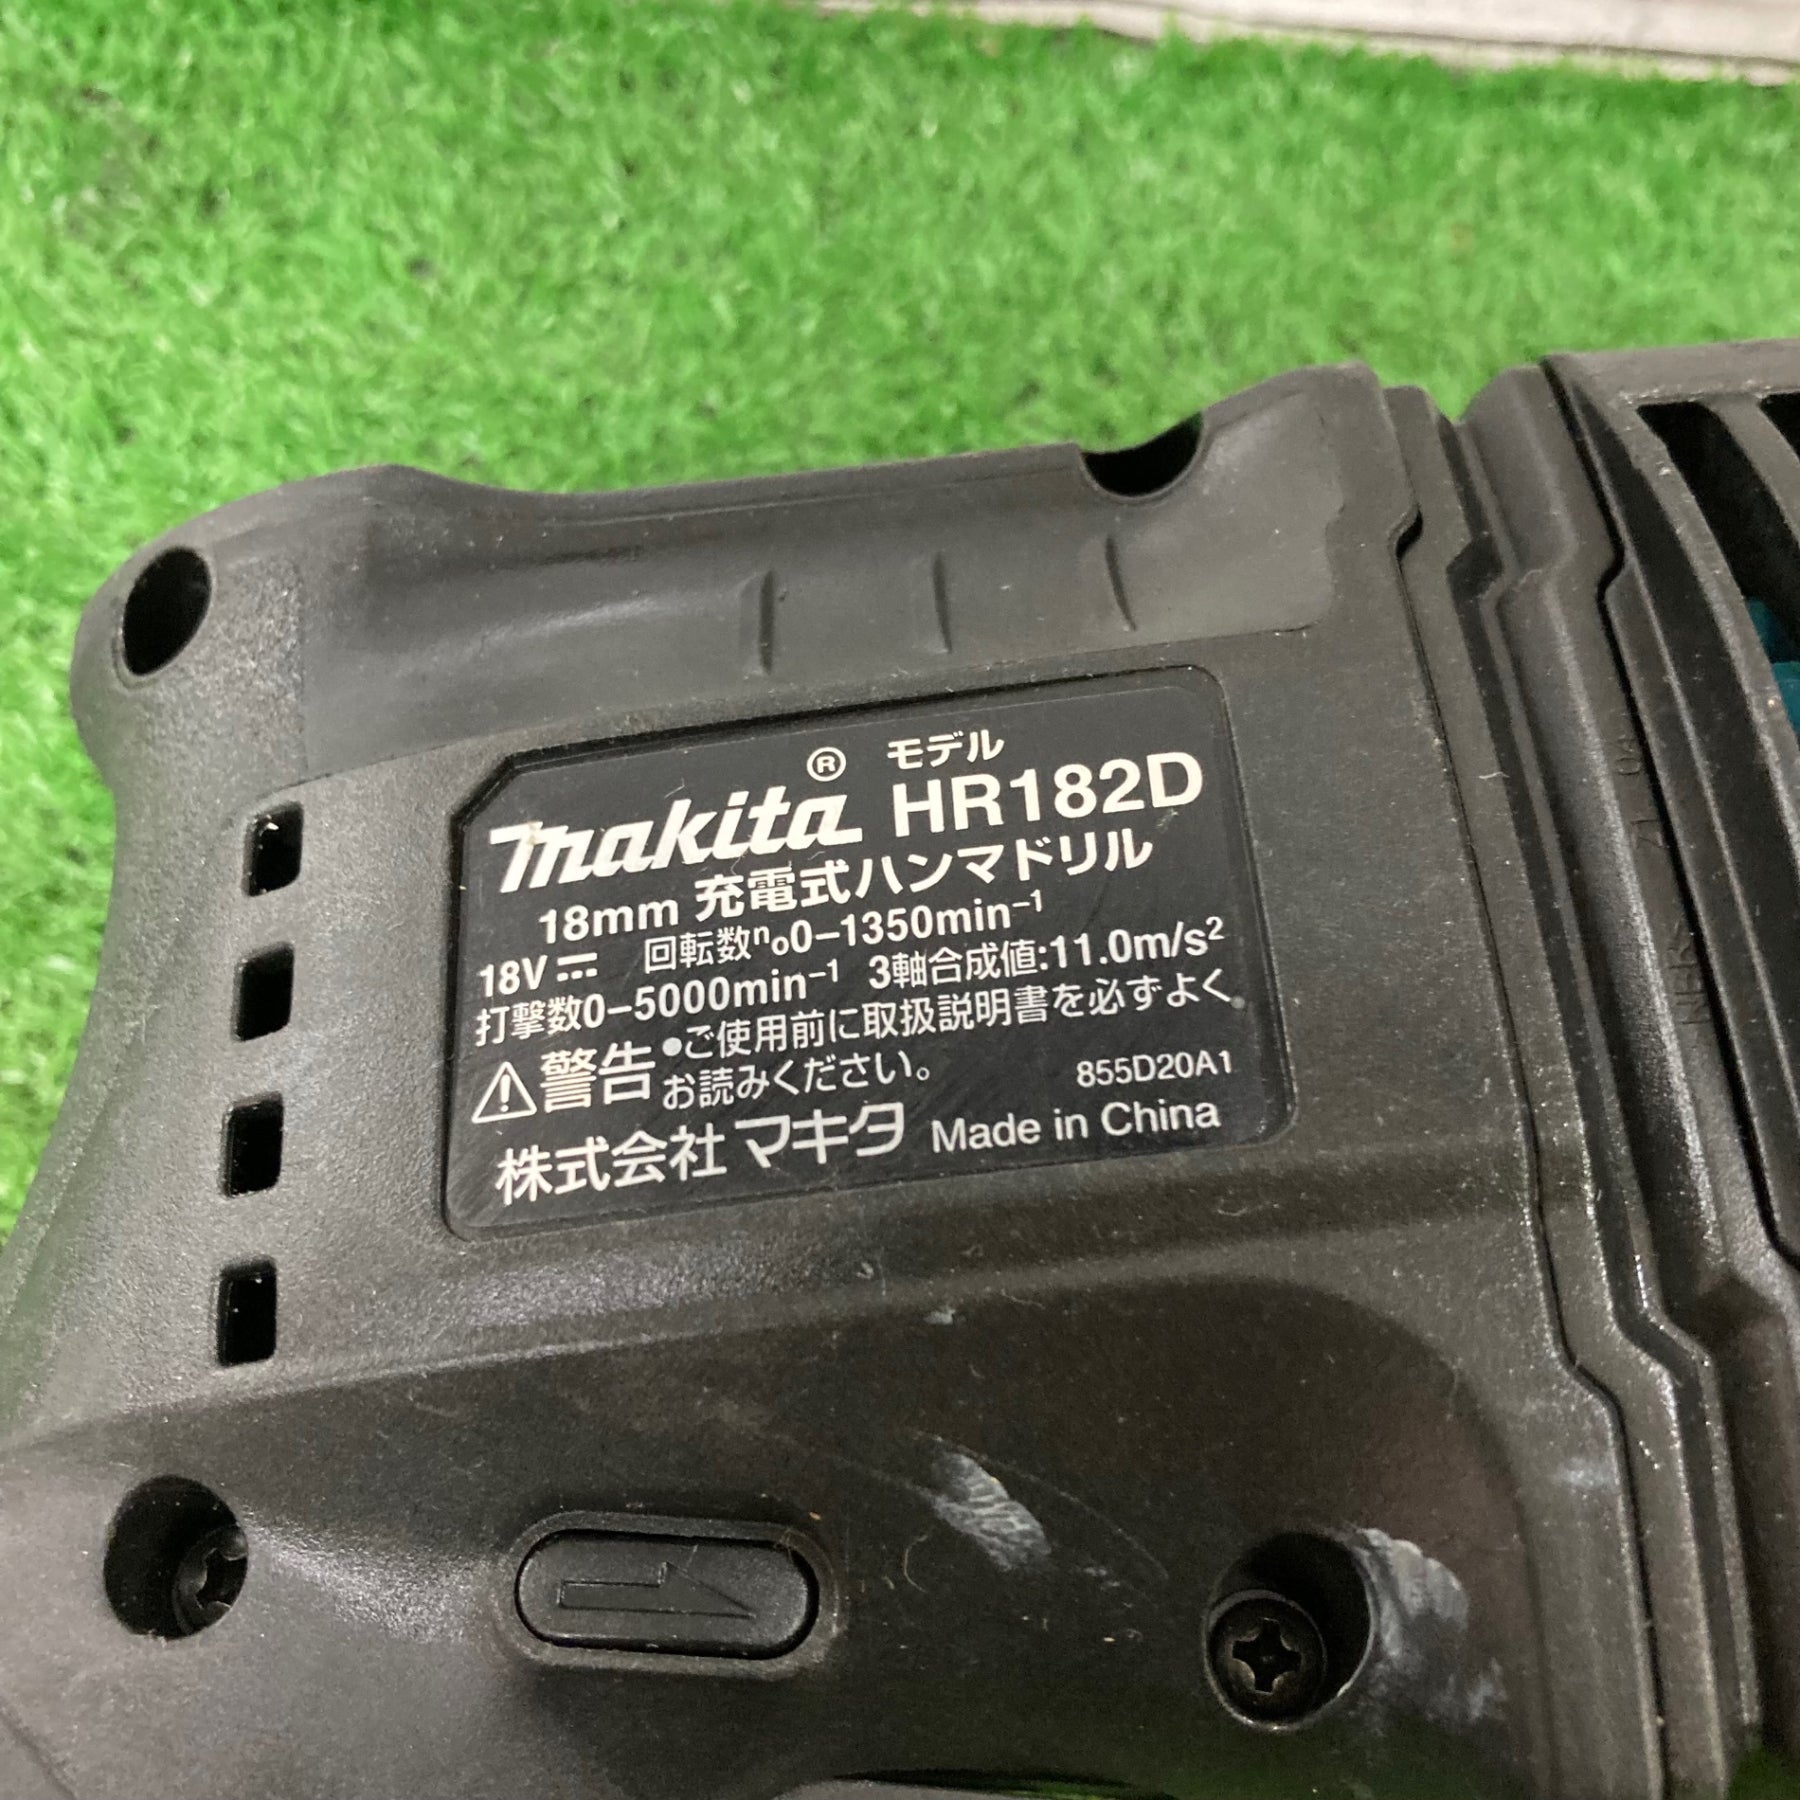 makita® モデル HR182D
18mm 充電式ハンマドリル
18V⎓ 回転数n₀0–1350min⁻¹
打撃数0–5000min⁻¹ 3軸合成値:11.0m/s²
⚠警告 ●ご使用前に取扱説明書を必ずよく
お読みください。 855D20A1
株式会社マキタ Made in China